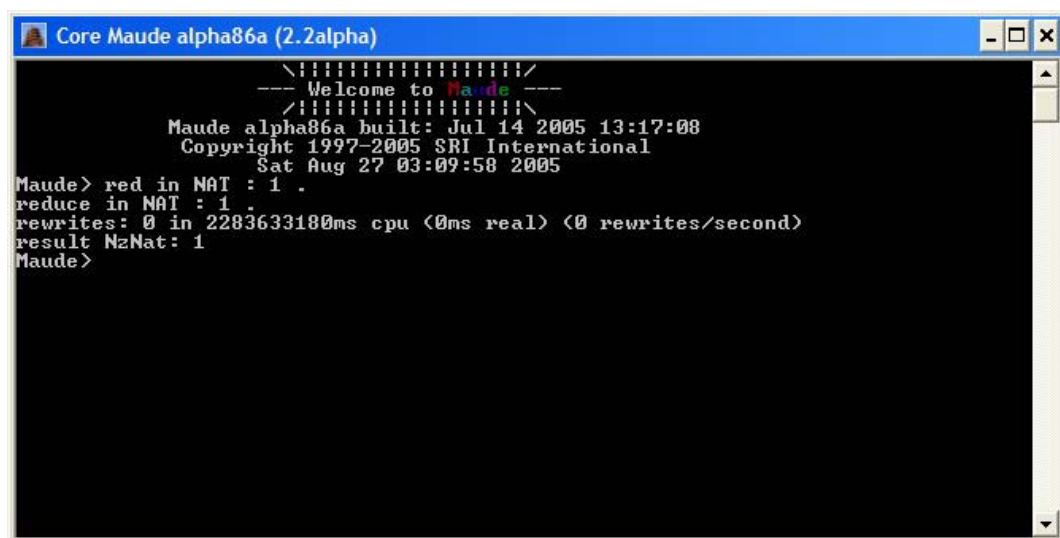 Core Maude alpha86a (2.2alpha)
\||||||||||||||||||/
--- Welcome to Maude ---
/||||||||||||||||||\
Maude alpha86a built: Jul 14 2005 13:17:08
Copyright 1997-2005 SRI International
Sat Aug 27 03:09:58 2005
Maude> red in NAT : 1 .
reduce in NAT : 1 .
rewrites: 0 in 2283633180ms cpu (0ms real) (0 rewrites/second)
result NzNat: 1
Maude>